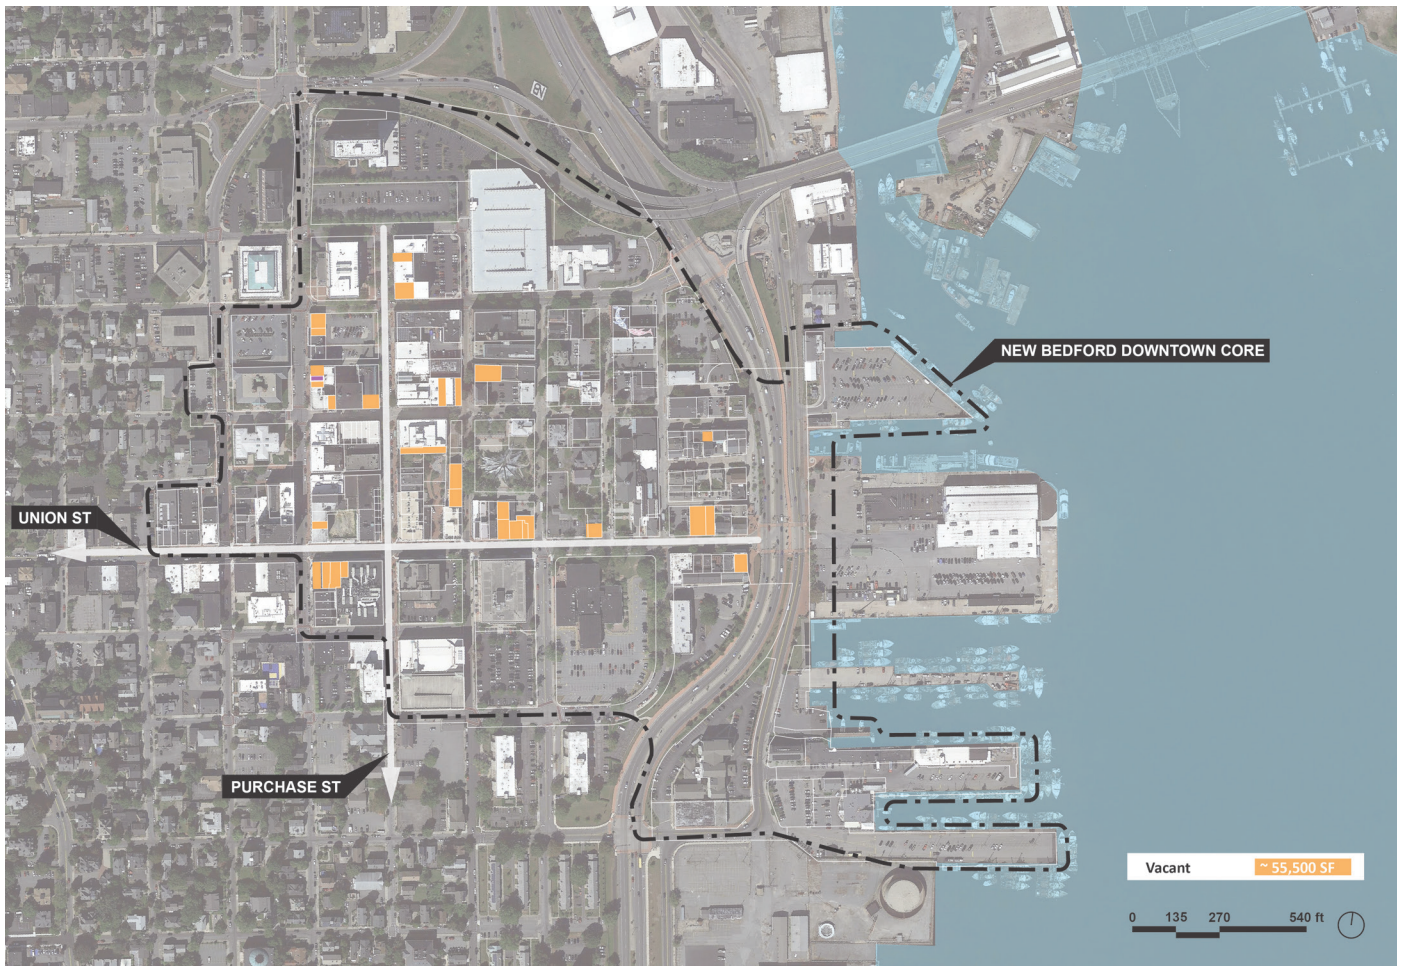 NEW BEDFORD DOWNTOWN CORE
UNION ST
PURCHASE ST
Vacant ~ 55,500 SF
0 135 270 540 ft